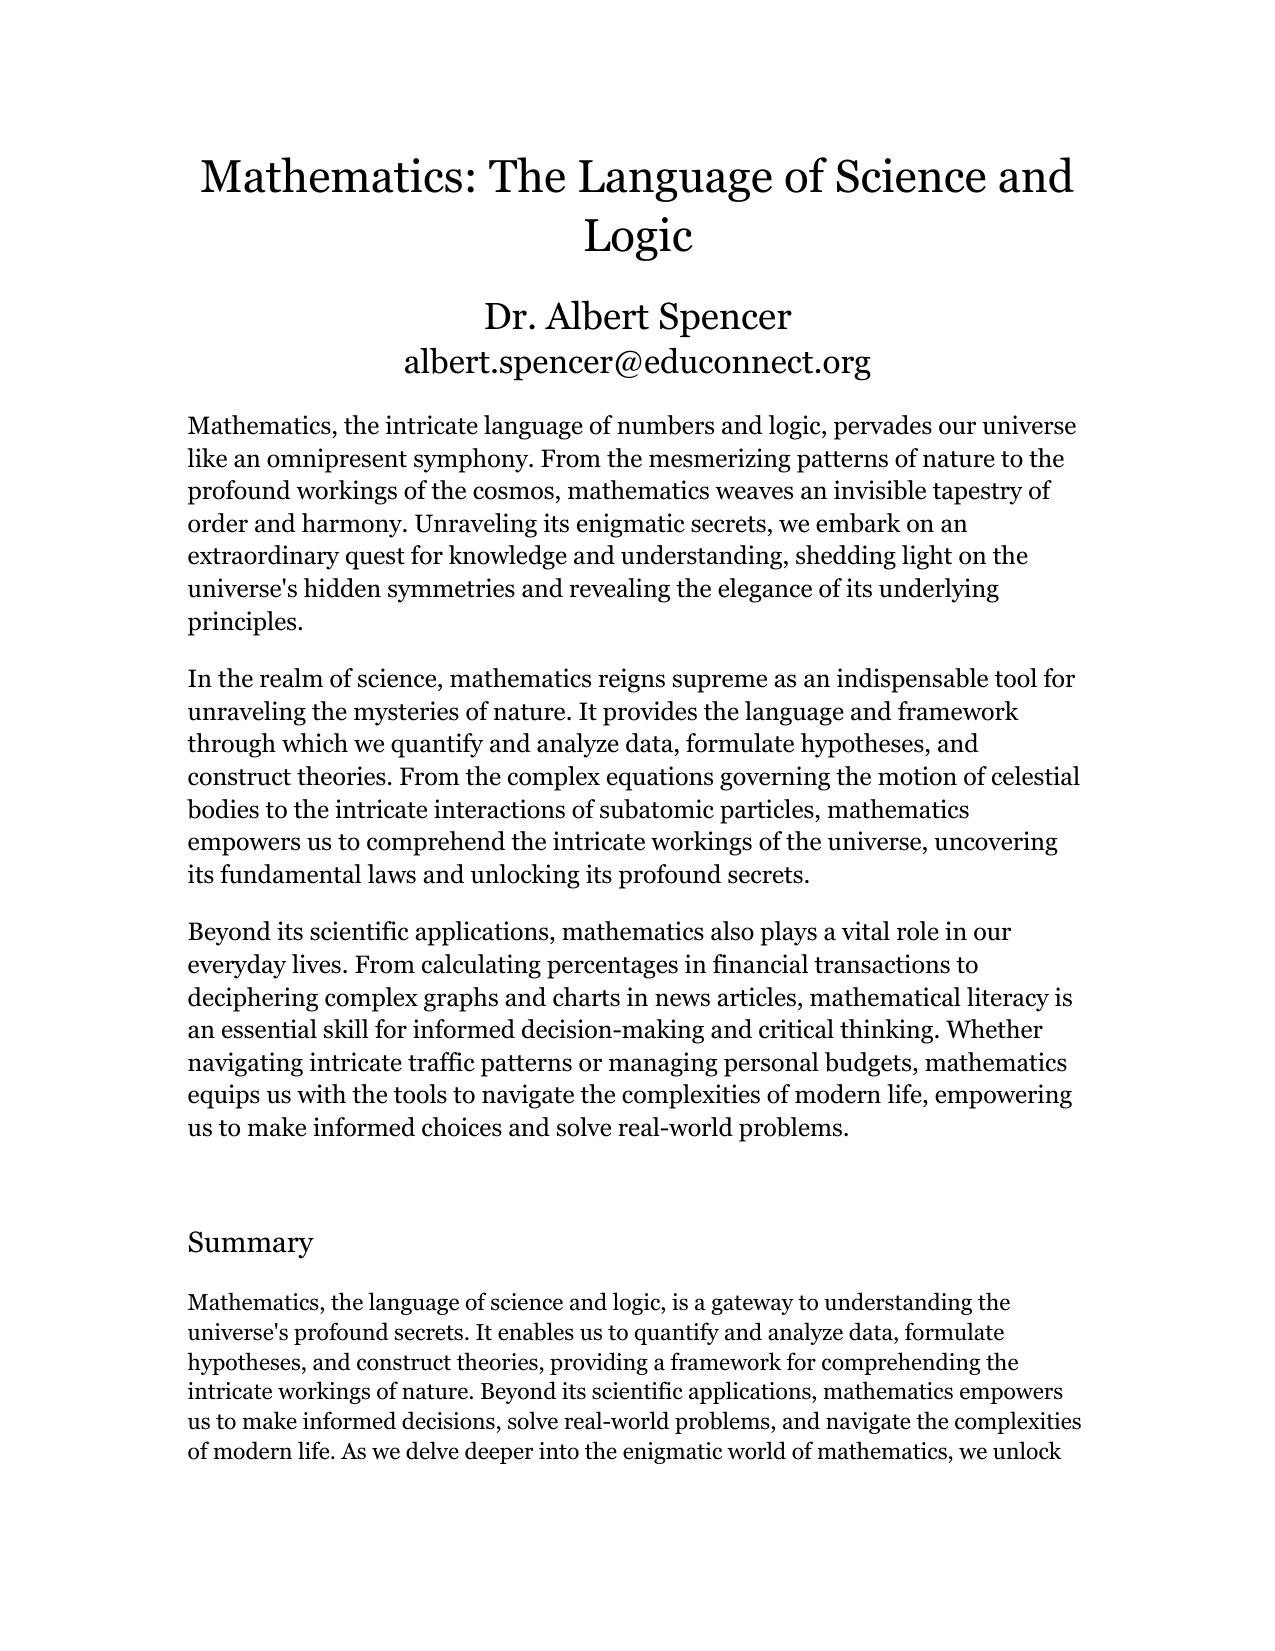 Mathematics: The Language of Science and
Logic
Dr. Albert Spencer
albert.spencer@educonnect.org
Mathematics, the intricate language of numbers and logic, pervades our universe
like an omnipresent symphony. From the mesmerizing patterns of nature to the
profound workings of the cosmos, mathematics weaves an invisible tapestry of
order and harmony. Unraveling its enigmatic secrets, we embark on an
extraordinary quest for knowledge and understanding, shedding light on the
universe's hidden symmetries and revealing the elegance of its underlying
principles.
In the realm of science, mathematics reigns supreme as an indispensable tool for
unraveling the mysteries of nature. It provides the language and framework
through which we quantify and analyze data, formulate hypotheses, and
construct theories. From the complex equations governing the motion of celestial
bodies to the intricate interactions of subatomic particles, mathematics
empowers us to comprehend the intricate workings of the universe, uncovering
its fundamental laws and unlocking its profound secrets.
Beyond its scientific applications, mathematics also plays a vital role in our
everyday lives. From calculating percentages in financial transactions to
deciphering complex graphs and charts in news articles, mathematical literacy is
an essential skill for informed decision-making and critical thinking. Whether
navigating intricate traffic patterns or managing personal budgets, mathematics
equips us with the tools to navigate the complexities of modern life, empowering
us to make informed choices and solve real-world problems.
Summary
Mathematics, the language of science and logic, is a gateway to understanding the
universe's profound secrets. It enables us to quantify and analyze data, formulate
hypotheses, and construct theories, providing a framework for comprehending the
intricate workings of nature. Beyond its scientific applications, mathematics empowers
us to make informed decisions, solve real-world problems, and navigate the complexities
of modern life. As we delve deeper into the enigmatic world of mathematics, we unlock